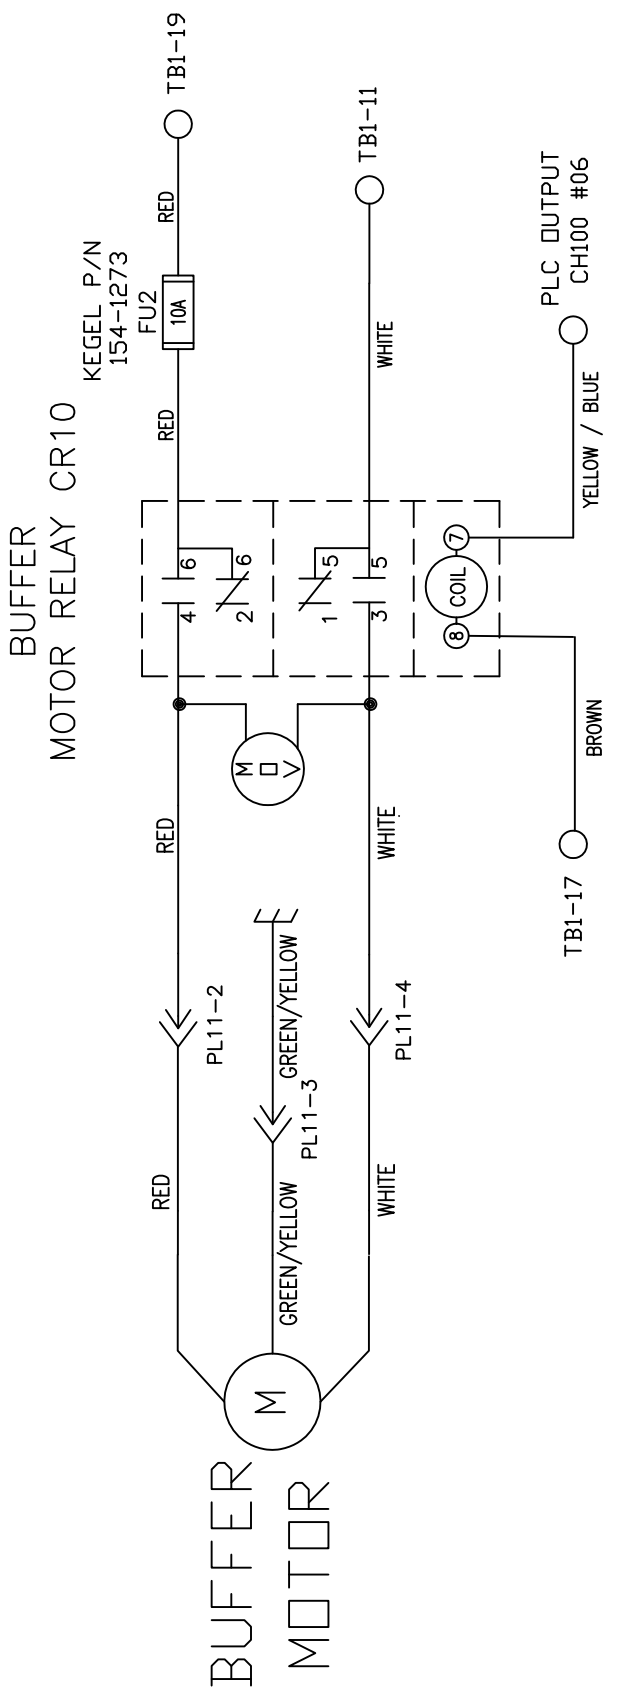 BUFFER
MOTOR
M
RED
PL11-2
RED
GREEN/YELLOW
PL11-3
GREEN/YELLOW
WHITE
PL11-4
WHITE
MOV
BUFFER
MOTOR RELAY CR10
4
6
2
6
1
5
3
5
8
COIL
7
RED
KEGEL P/N
154-1273
FU2
10A
RED
TB1-19
WHITE
TB1-11
BROWN
TB1-17
YELLOW / BLUE
PLC OUTPUT
CH100 #06